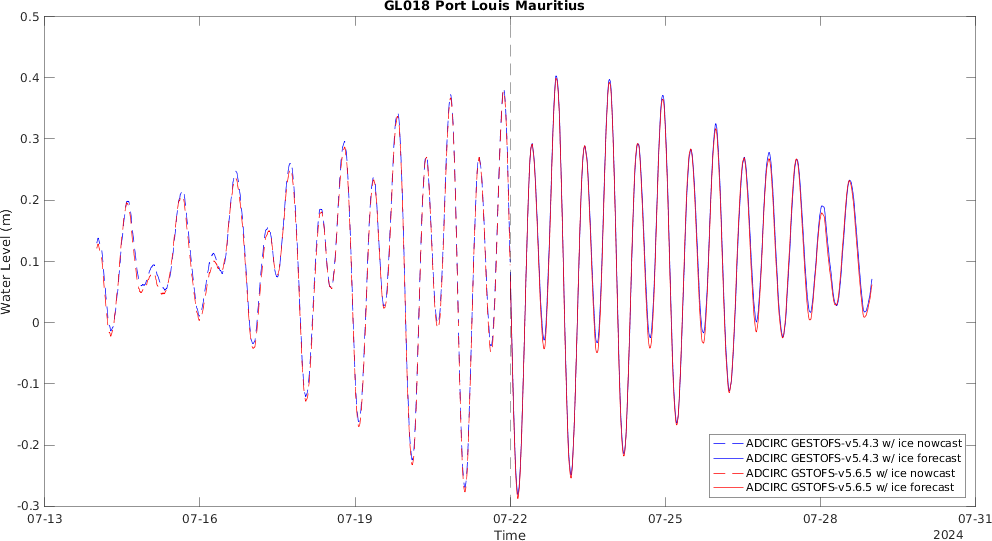 GL018 Port Louis Mauritius
0.5
0.4
0.3
0.2
0.1
0
-0.1
-0.2
-0.3
Water Level (m)
ADCIRC GESTOFS-v5.4.3 w/ ice nowcast
ADCIRC GESTOFS-v5.4.3 w/ ice forecast
ADCIRC GSTOFS-v5.6.5 w/ ice nowcast
ADCIRC GSTOFS-v5.6.5 w/ ice forecast
07-13 07-16 07-19 07-22 07-25 07-28 07-31
Time
2024